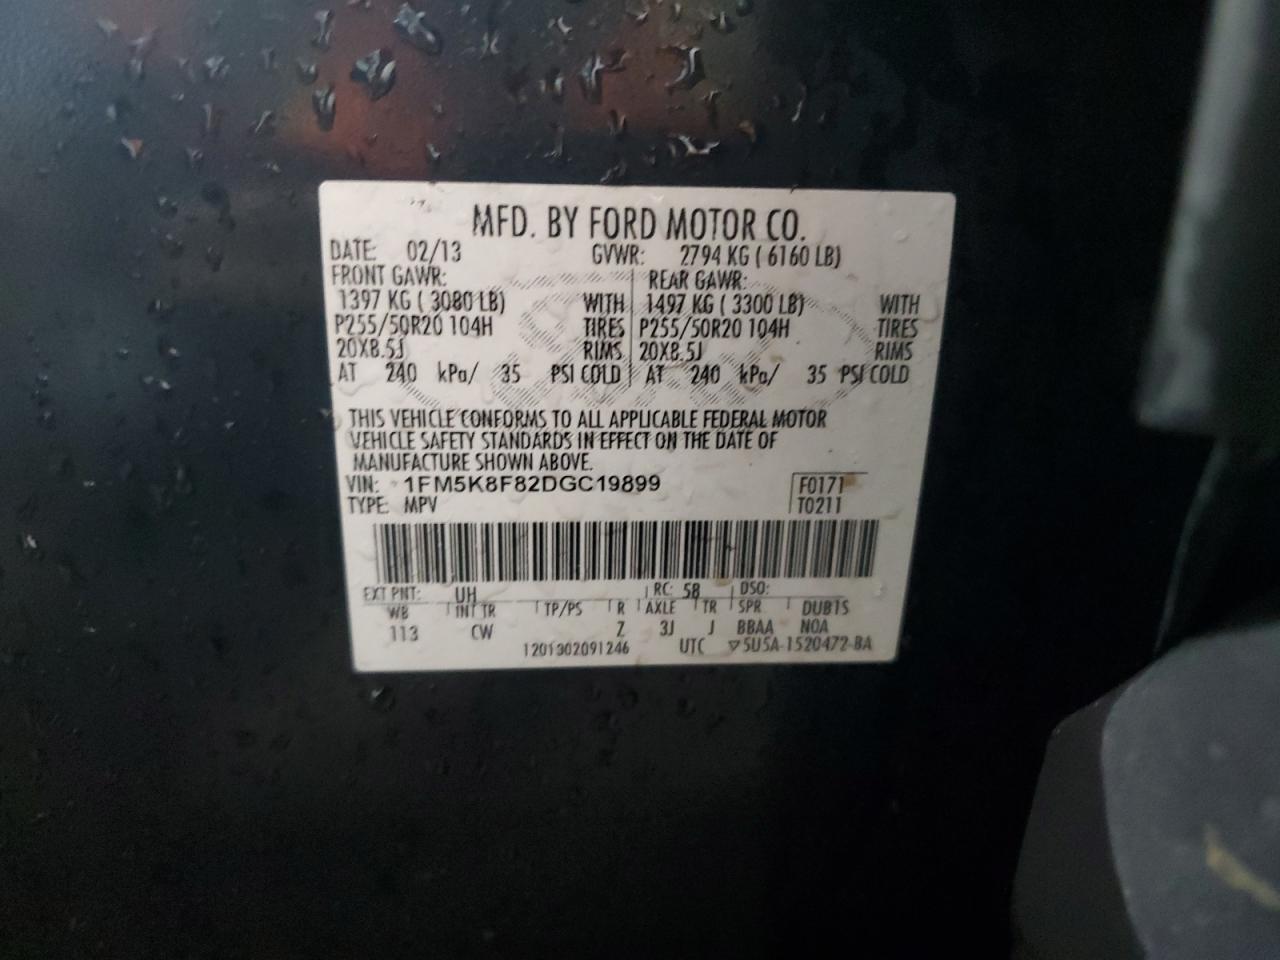 MFD. BY FORD MOTOR CO.
DATE: 02/13 GVWR: 2794 KG ( 6160 LB)
FRONT GAWR: REAR GAWR:
1397 KG ( 3080 LB) WITH 1497 KG ( 3300 LB) WITH
P255/50R20 104H TIRES P255/50R20 104H TIRES
20X8.5J RIMS 20X8.5J RIMS
AT 240 kPa/ 35 PSI COLD AT 240 kPa/ 35 PSI COLD
THIS VEHICLE CONFORMS TO ALL APPLICABLE FEDERAL MOTOR
VEHICLE SAFETY STANDARDS IN EFFECT ON THE DATE OF
MANUFACTURE SHOWN ABOVE.
VIN: 1FM5K8F82DGC19899 F0171
TYPE: MPV T0211
EXT PNT: UH RC: 58 DSO:
WB INT TR TP/PS R AXLE TR SPR DUB1S
113 CW Z 3J J BBAA NOA
1201302091246 UTC ▽5U5A-1520472-BA